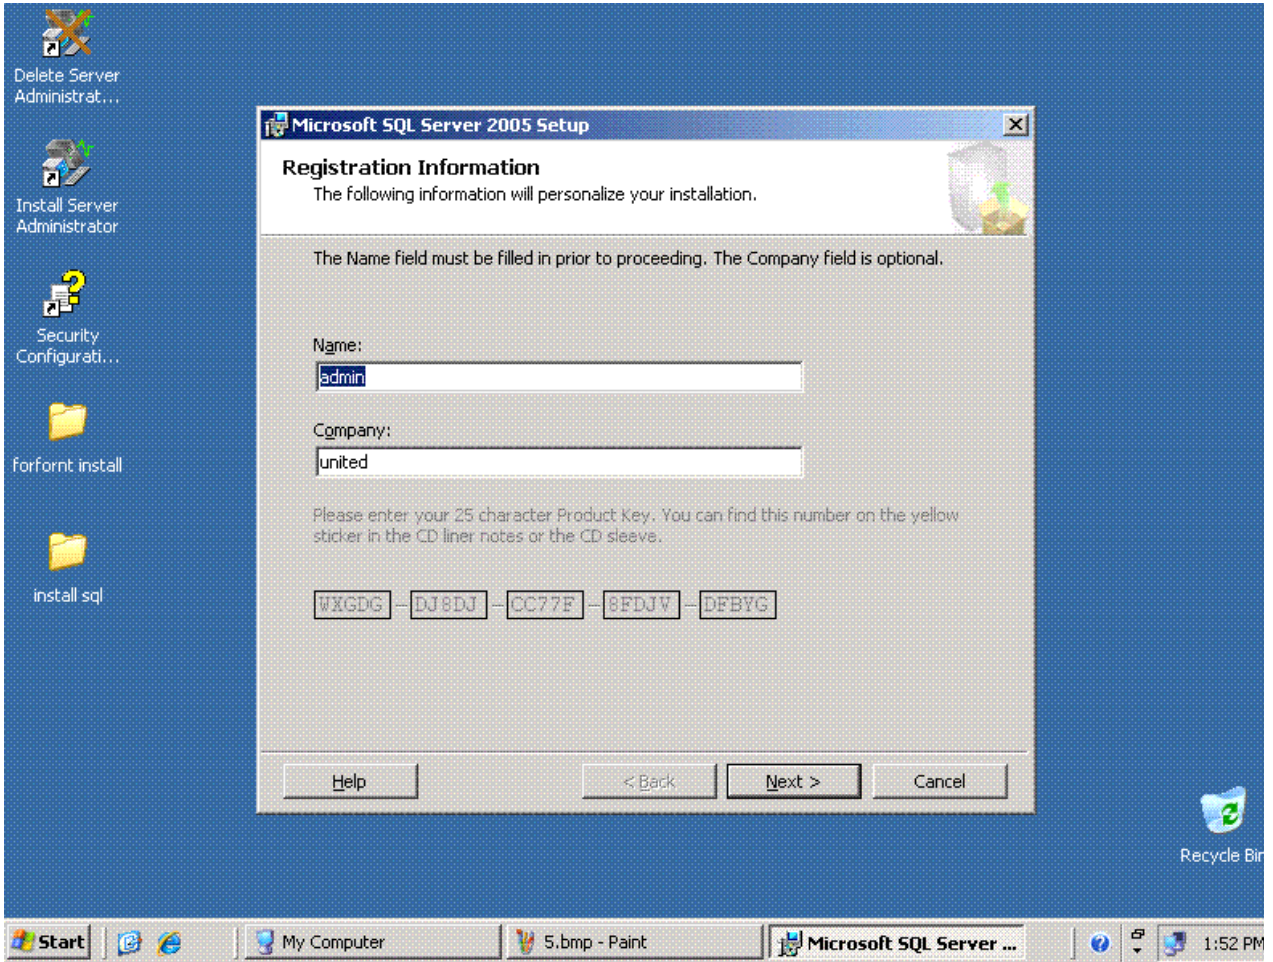 Delete Server
Administrat...
Install Server
Administrator
Security
Configurati...
forfornt install
install sql
Microsoft SQL Server 2005 Setup
Registration Information
The following information will personalize your installation.
The Name field must be filled in prior to proceeding. The Company field is optional.
Name:
admin
Company:
united
Please enter your 25 character Product Key. You can find this number on the yellow
sticker in the CD liner notes or the CD sleeve.
WXGDG - DJ8DJ - CC77F - 8FDJV - DFBYG
Help
< Back
Next >
Cancel
Recycle Bin
Start
My Computer
5.bmp - Paint
Microsoft SQL Server ...
1:52 PM